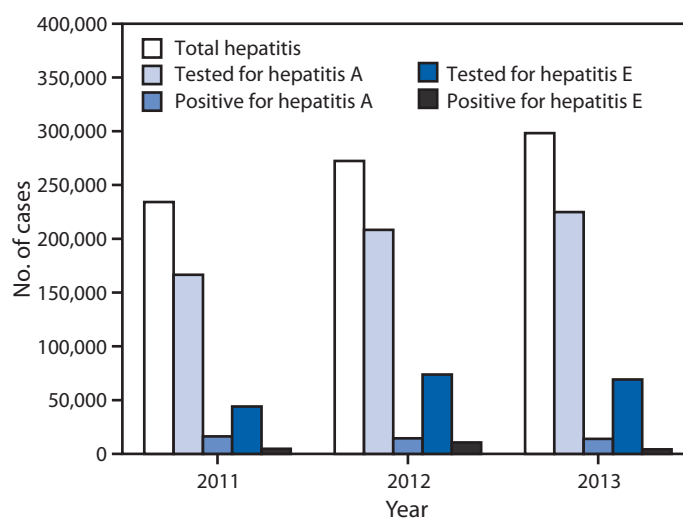 400,000
350,000
300,000
250,000
200,000
150,000
100,000
50,000
0
No. of cases
Total hepatitis
Tested for hepatitis A
Positive for hepatitis A
Tested for hepatitis E
Positive for hepatitis E
2011
2012
2013
Year